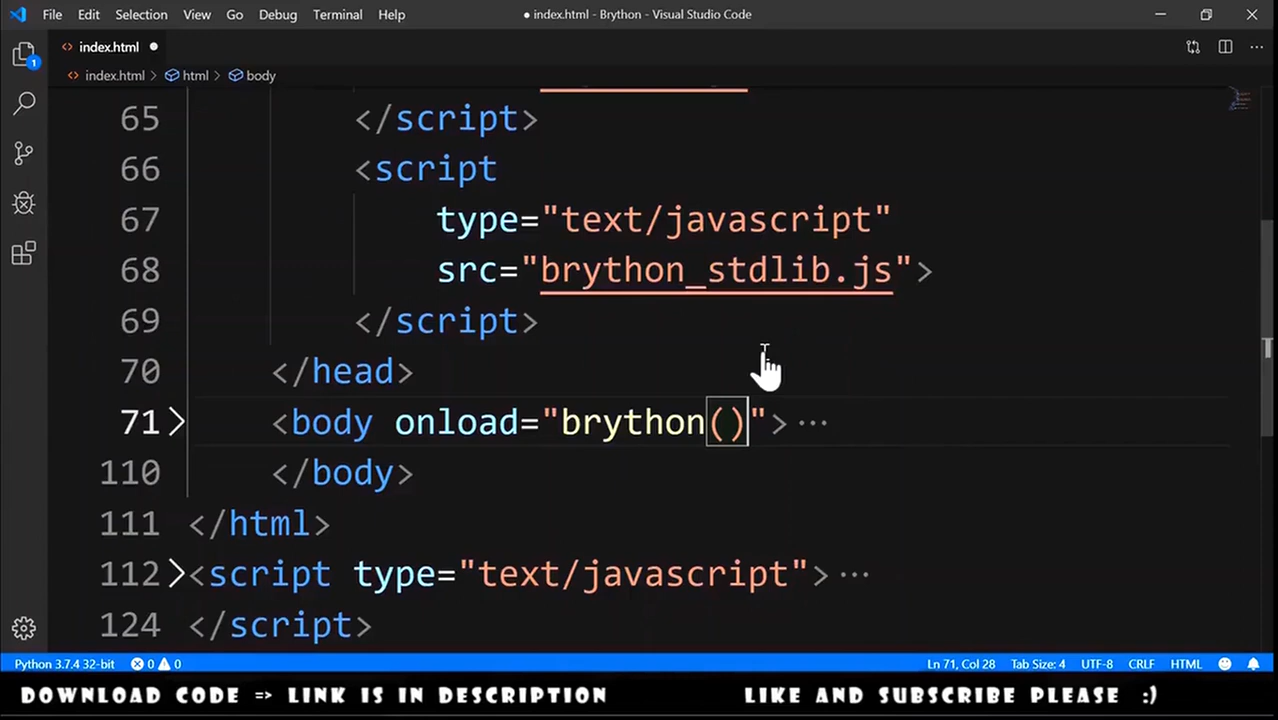 File Edit Selection View Go Debug Terminal Help ● index.html - Brython - Visual Studio Code
<> index.html ●
<> index.html > html > body
1
65 </script>
66 <script
67 type="text/javascript"
68 src="brython_stdlib.js">
69 </script>
70 </head>
71 <body onload="brython()">···
110 </body>
111 </html>
112 <script type="text/javascript">···
124 </script>
Python 3.7.4 32-bit 0 0 Ln 71, Col 28 Tab Size: 4 UTF-8 CRLF HTML
DOWNLOAD CODE => LINK IS IN DESCRIPTION LIKE AND SUBSCRIBE PLEASE :)